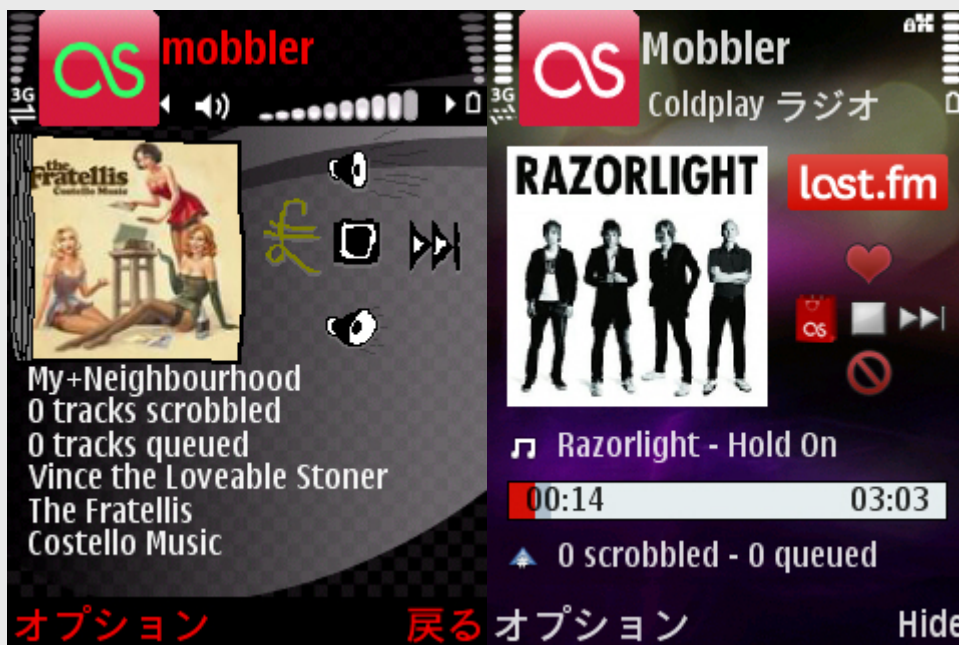 mobbler
3G
the
Fratellis
Costello Music
My+Neighbourhood
0 tracks scrobbled
0 tracks queued
Vince the Loveable Stoner
The Fratellis
Costello Music
オプション
戻る
Mobbler
3G
Coldplay ラジオ
RAZORLIGHT
last.fm
Razorlight - Hold On
00:14
03:03
0 scrobbled - 0 queued
オプション
Hide